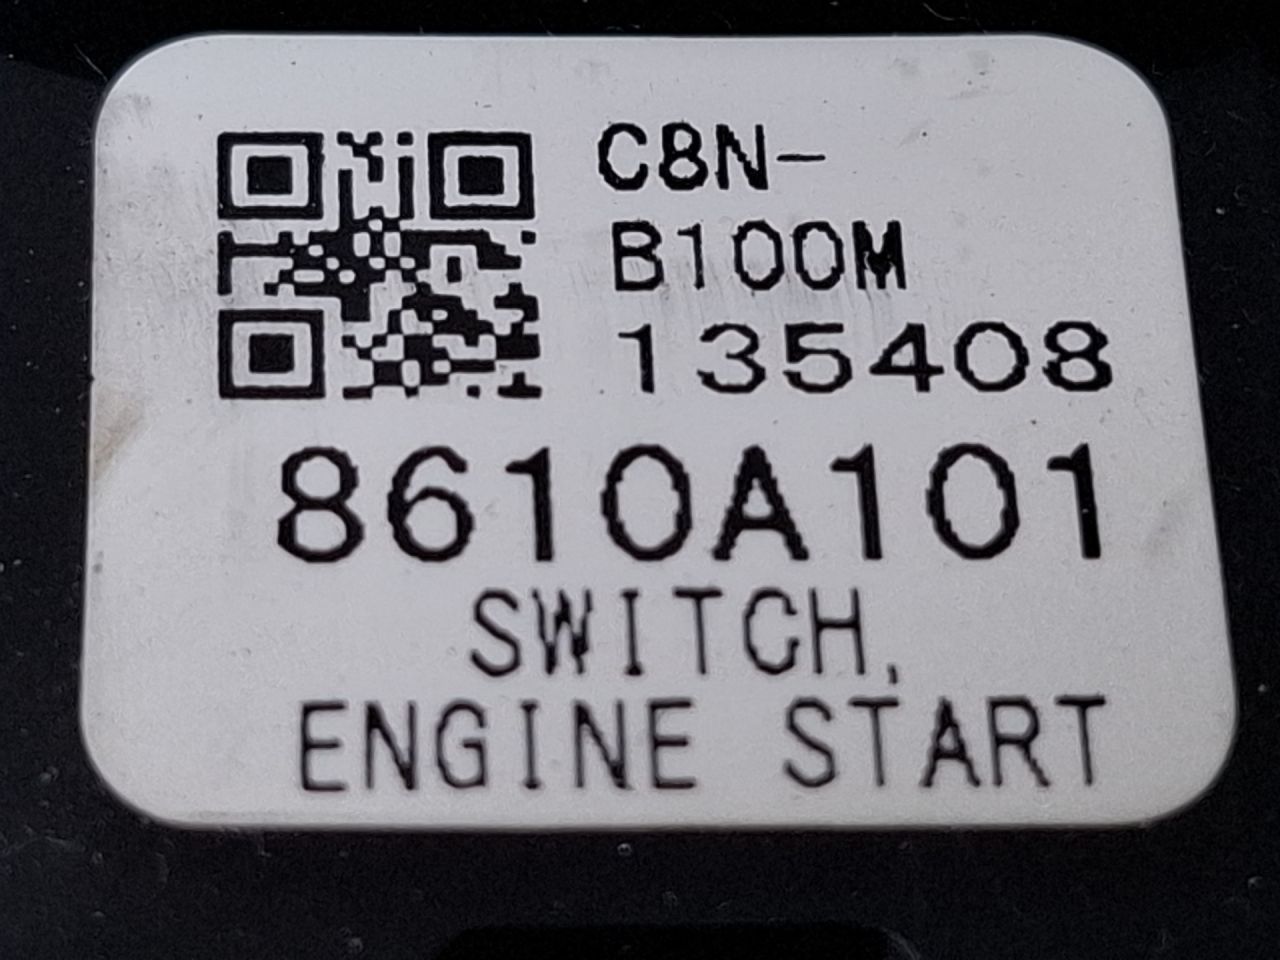 C8N-
B100M
135408
8610A101
SWITCH,
ENGINE START